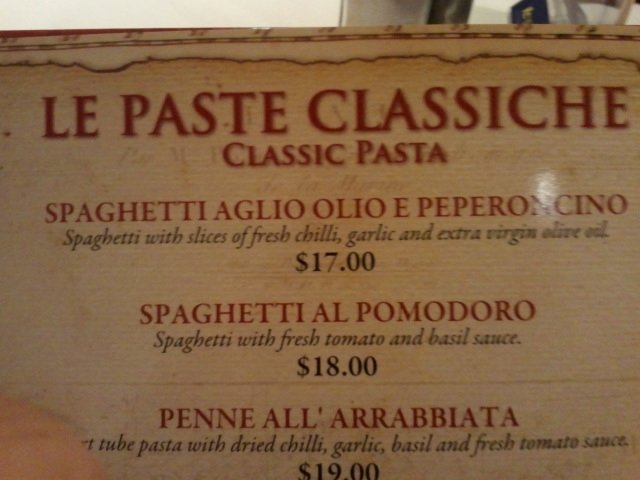 LE PASTE CLASSICHE
CLASSIC PASTA
SPAGHETTI AGLIO OLIO E PEPERONCINO
Spaghetti with slices of fresh chilli, garlic and extra virgin olive oil.
$17.00
SPAGHETTI AL POMODORO
Spaghetti with fresh tomato and basil sauce.
$18.00
PENNE ALL' ARRABBIATA
tube pasta with dried chilli, garlic, basil and fresh tomato sauce.
$19.00